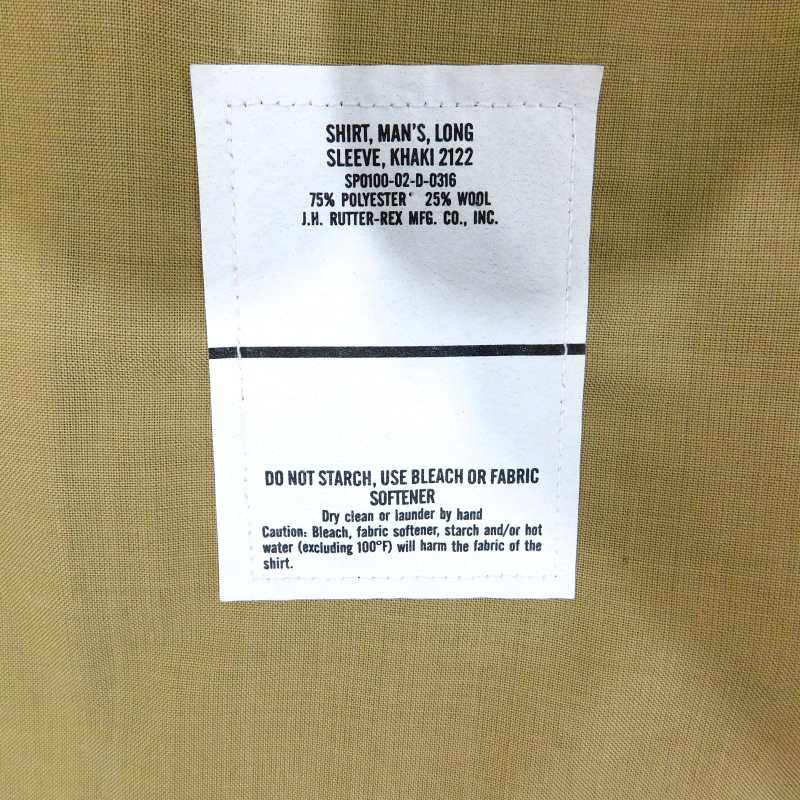 SHIRT, MAN'S, LONG
SLEEVE, KHAKI 2122
SPO100-02-D-0316
75% POLYESTER 25% WOOL
J.H. RUTTER-REX MFG. CO., INC.
DO NOT STARCH, USE BLEACH OR FABRIC
SOFTENER
Dry clean or launder by hand
Caution: Bleach, fabric softener, starch and/or hot
water (excluding 100°F) will harm the fabric of the
shirt.